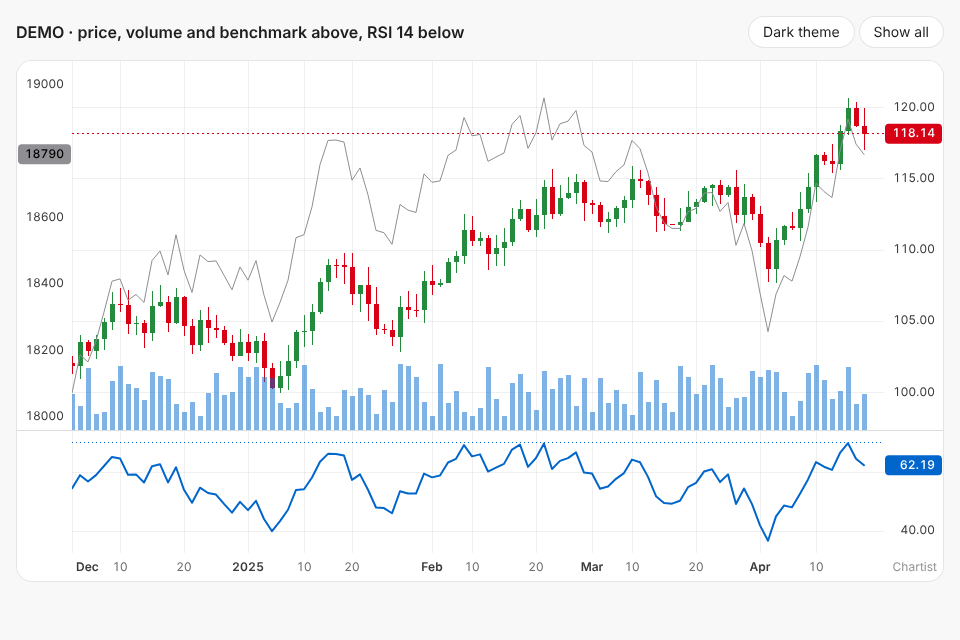 DEMO · price, volume and benchmark above, RSI 14 below
Dark theme
Show all
19000
18790
18600
18400
18200
18000
120.00
118.14
115.00
110.00
105.00
100.00
62.19
40.00
Dec 10 20 2025 10 20 Feb 10 20 Mar 10 20 Apr 10
Chartist